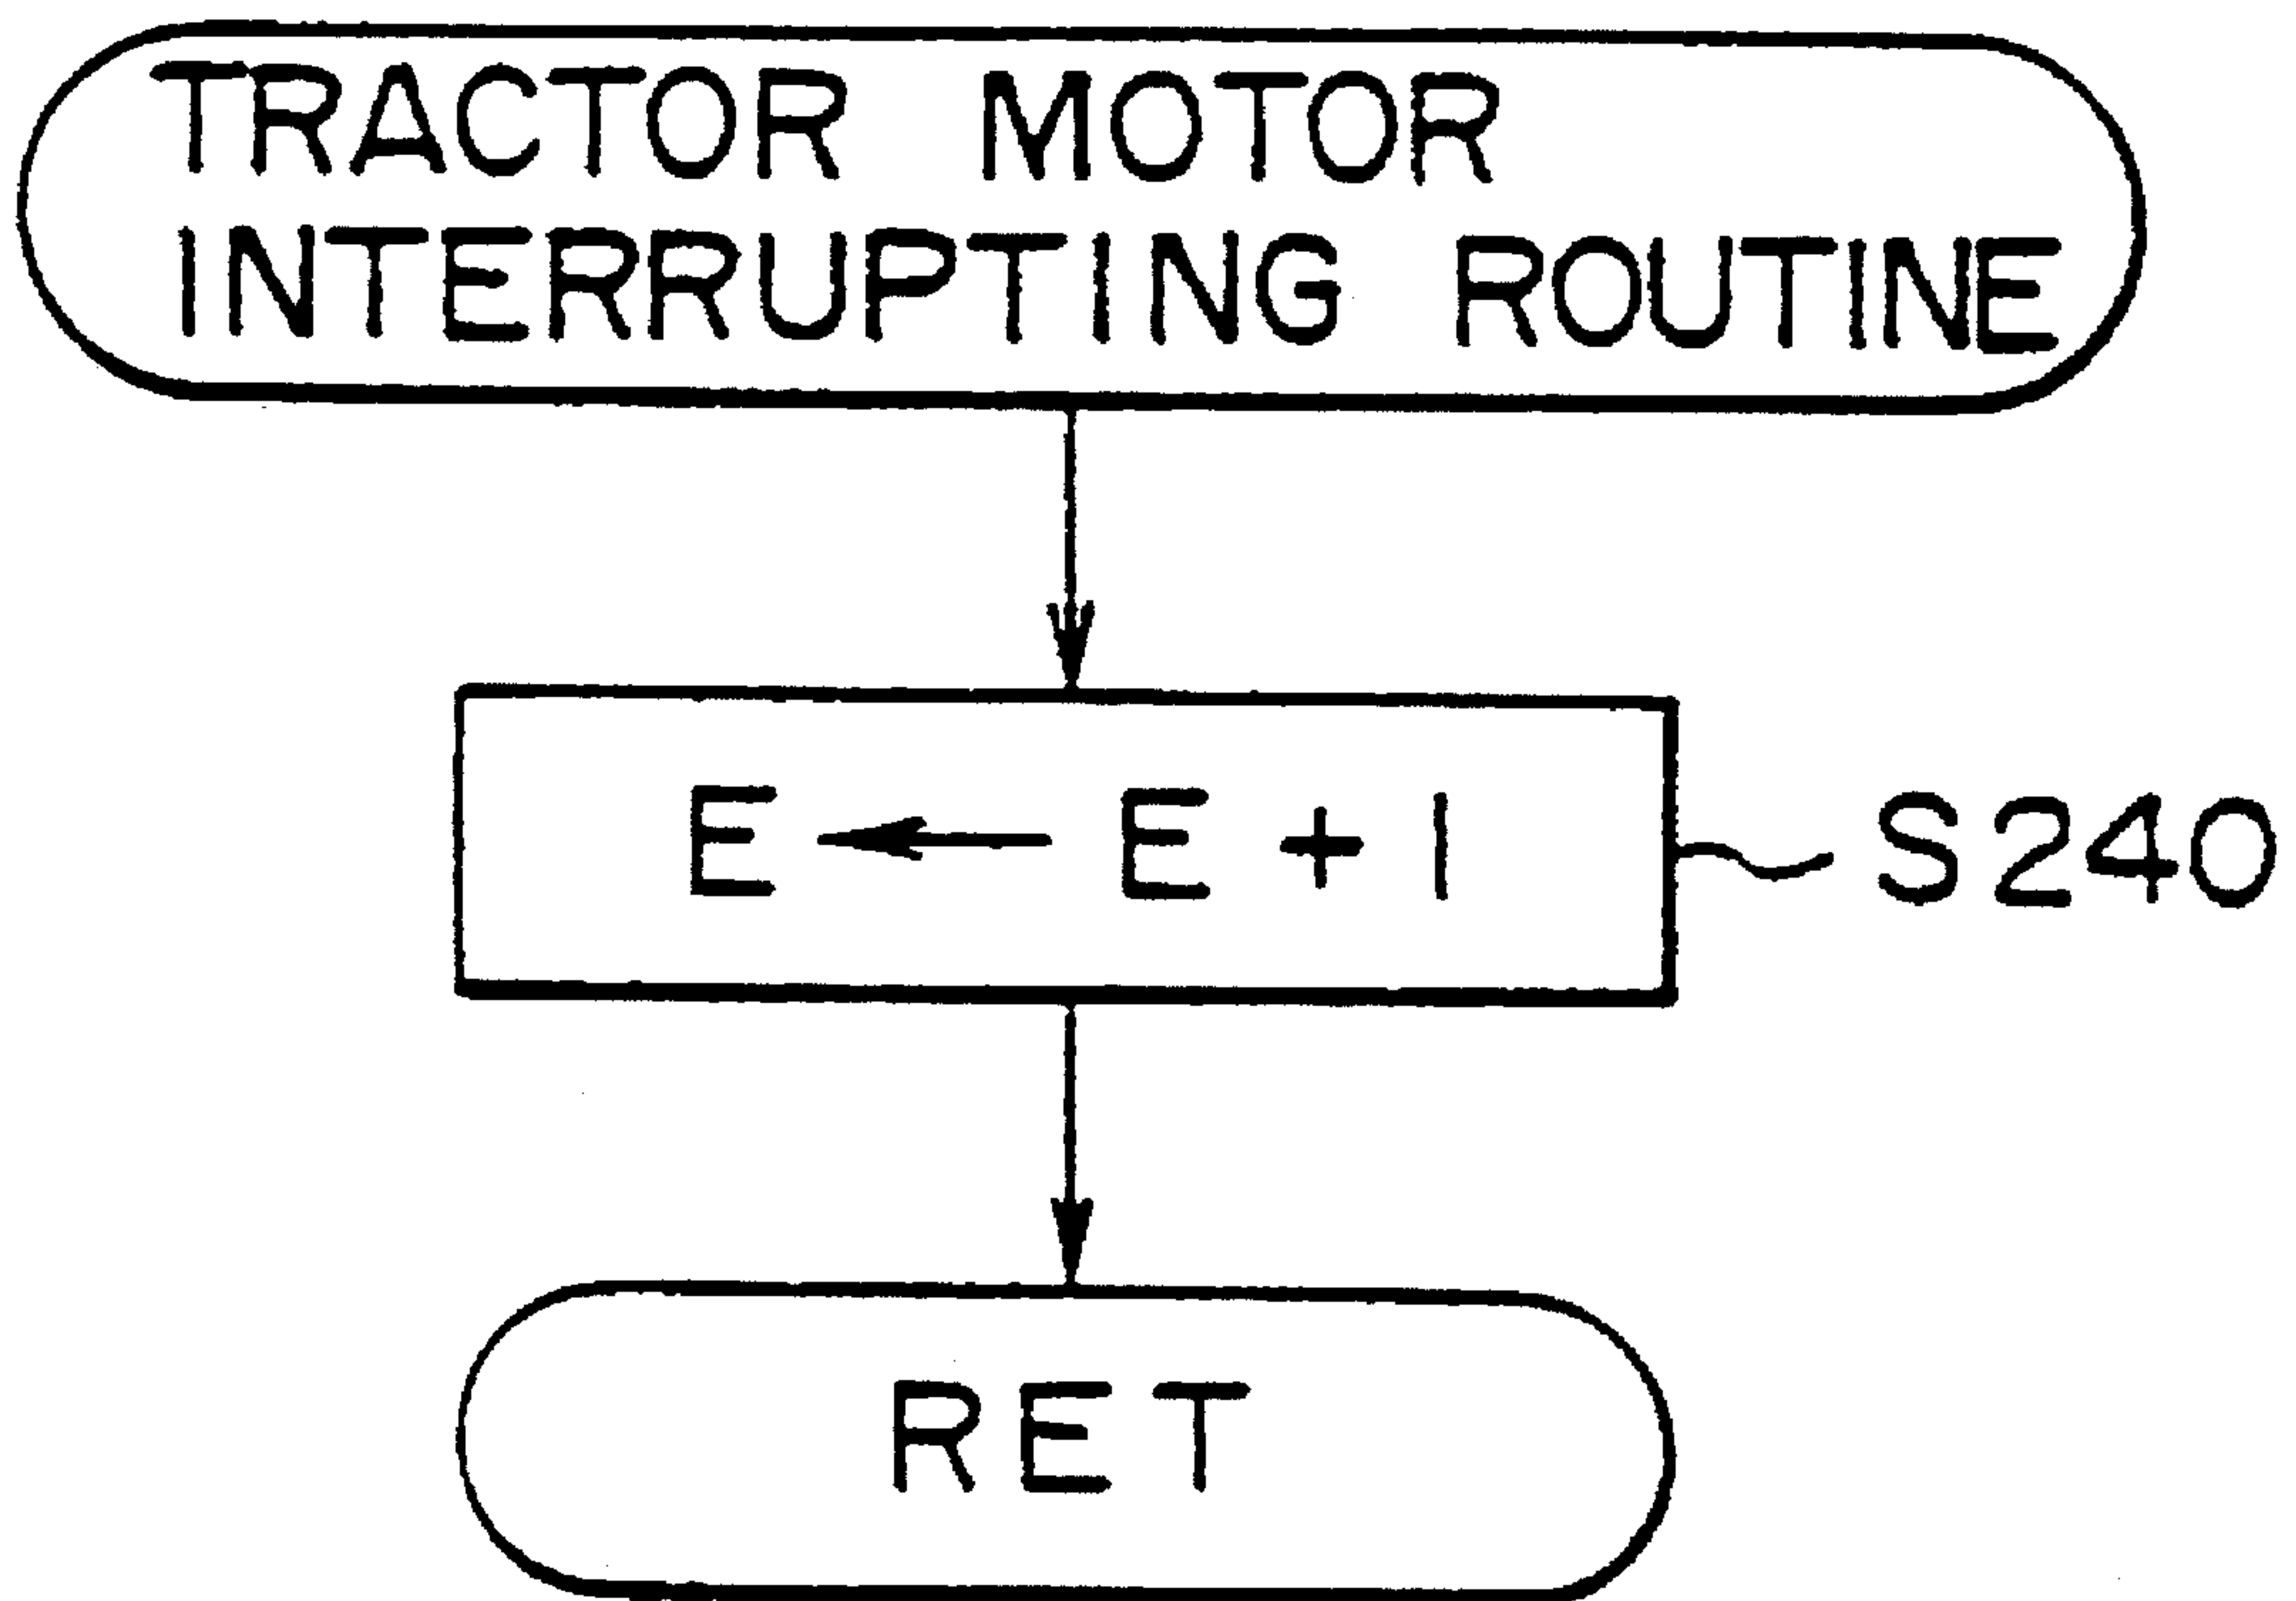 TRACTOR MOTOR
INTERRUPTING ROUTINE
E ← E + 1
S240
RET